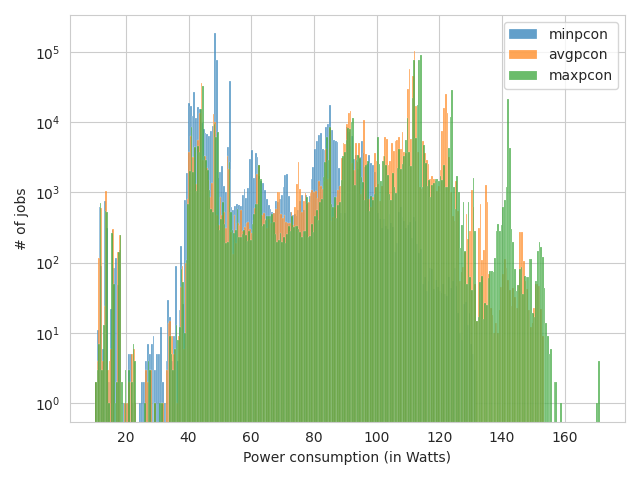 minpcon
avgpcon
maxpcon
10^5
10^4
10^3
10^2
10^1
10^0
# of jobs
20 40 60 80 100 120 140 160
Power consumption (in Watts)